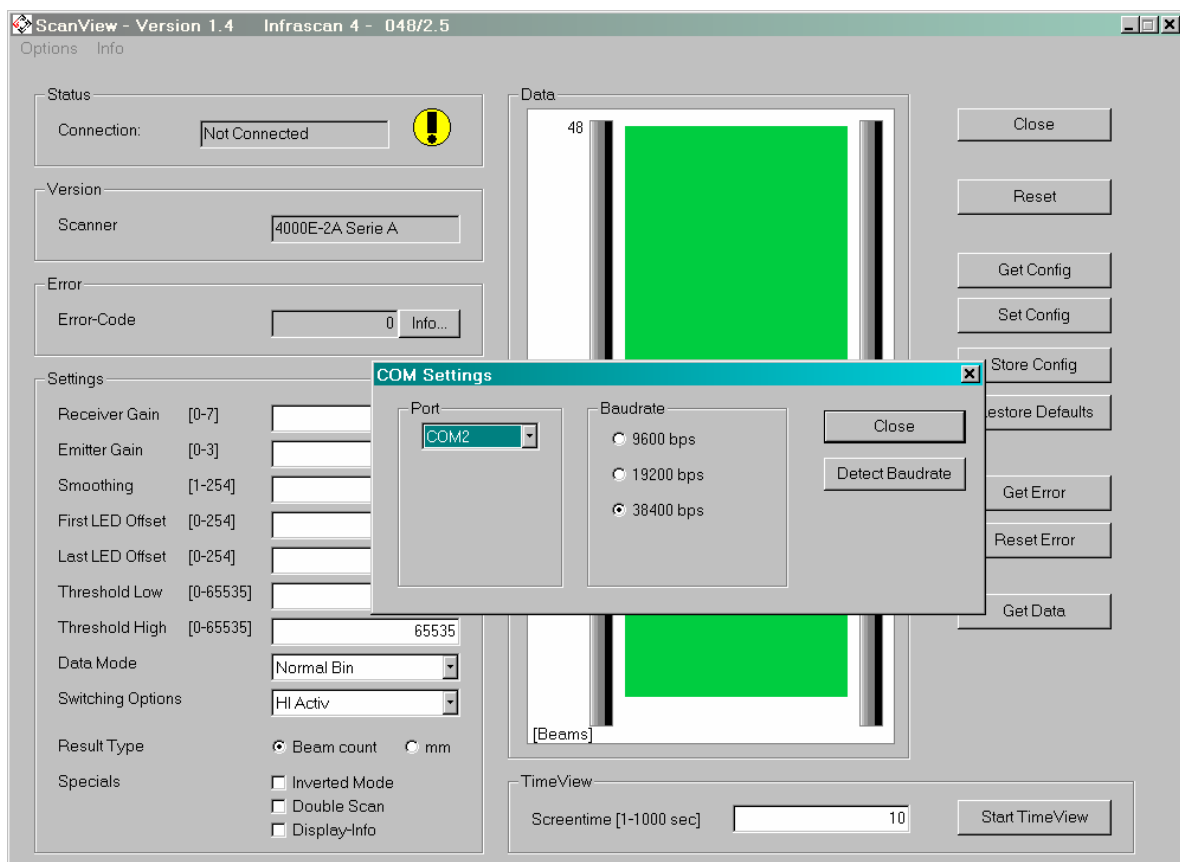 ScanView - Version 1.4 Infrascan 4 - 048/2.5
Options Info
Status
Connection: Not Connected
Version
Scanner 4000E-2A Serie A
Error
Error-Code 0 Info...
Settings
Receiver Gain [0-7]
Emitter Gain [0-3]
Smoothing [1-254]
First LED Offset [0-254]
Last LED Offset [0-254]
Threshold Low [0-65535]
Threshold High [0-65535] 65535
Data Mode Normal Bin
Switching Options HI Activ
Result Type Beam count mm
Specials Inverted Mode
Double Scan
Display-Info
Data
48
[Beams]
COM Settings
Port
COM2
Baudrate
9600 bps
19200 bps
38400 bps
Close
Detect Baudrate
TimeView
Screentime [1-1000 sec] 10
Start TimeView
Close
Reset
Get Config
Set Config
Store Config
estore Defaults
Get Error
Reset Error
Get Data